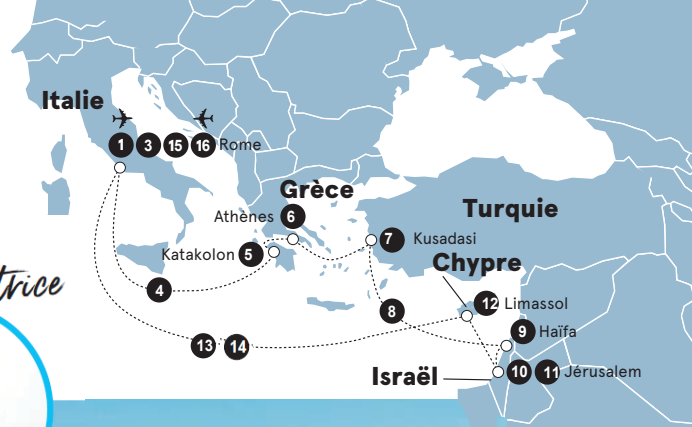 Italie
1 3 15 16 Rome
Grèce
Athènes 6
Turquie
7 Kusadasi
Katakolon 5
Chypre
4
12 Limassol
8
9 Haïfa
13 14
Israël
10 11 Jérusalem